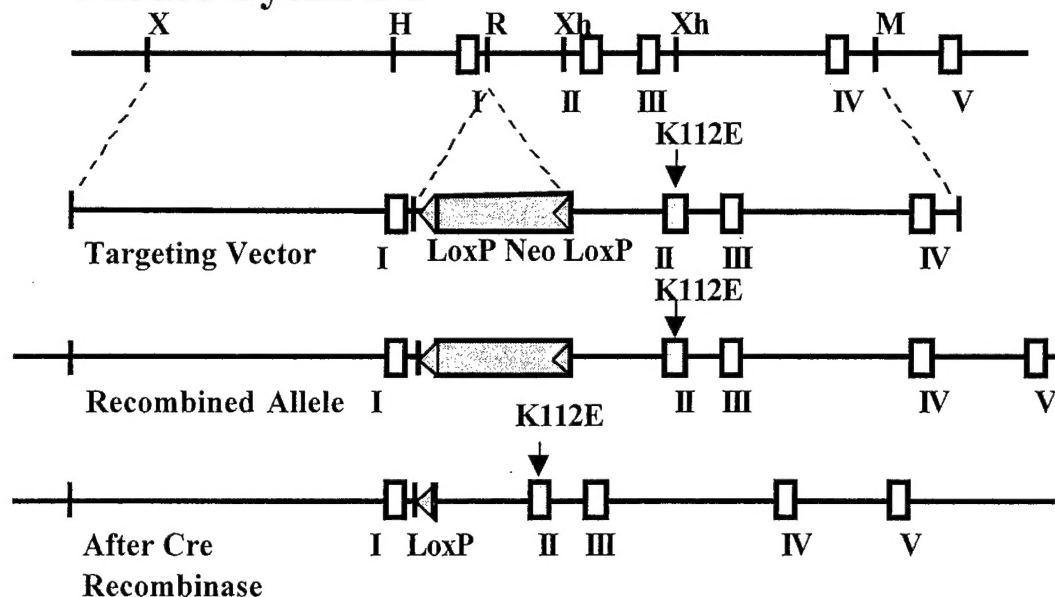 X H R Xh Xh M
I II III IV V
K112E
Targeting Vector I LoxP Neo LoxP II III IV
K112E
Recombined Allele I II III IV V
K112E
After Cre I LoxP II III IV V
Recombinase